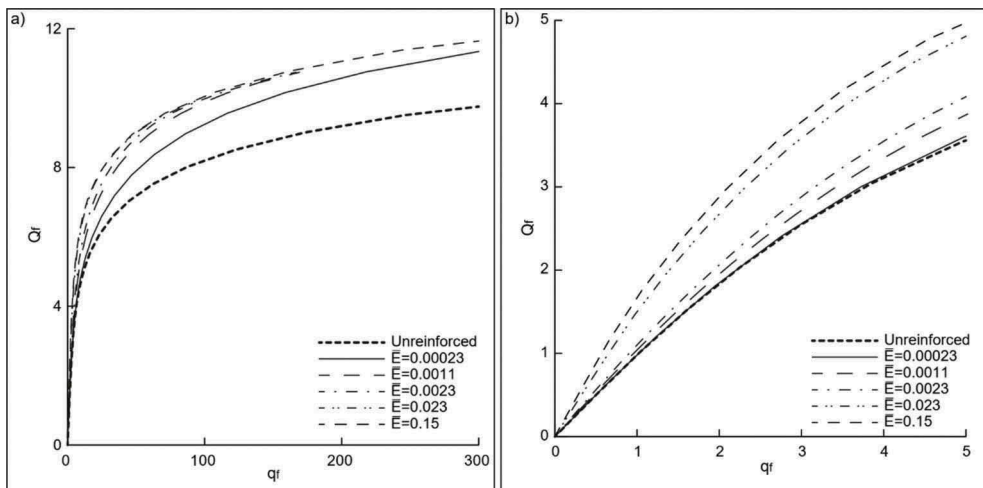 a)
12
8
4
0
Qf
0
100
200
300
qf
Unreinforced
E̅=0.00023
E̅=0.0011
E̅=0.0023
E̅=0.023
E̅=0.15
b)
5
4
3
2
1
0
Qf
0
1
2
3
4
5
qf
Unreinforced
E̅=0.00023
E̅=0.0011
E̅=0.0023
E̅=0.023
E̅=0.15